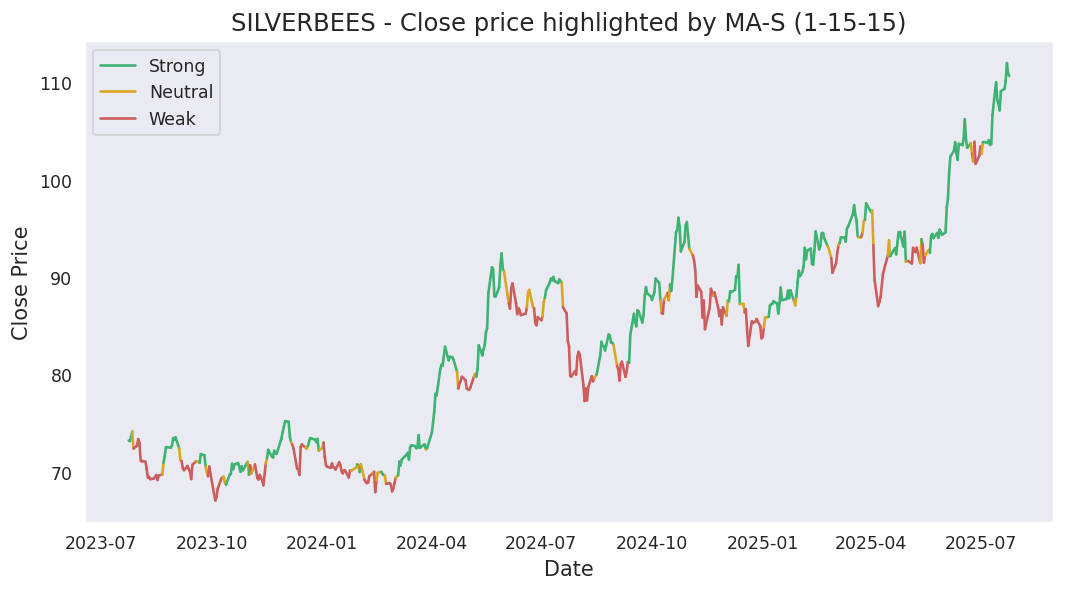 SILVERBEES - Close price highlighted by MA-S (1-15-15)
Strong
Neutral
Weak
Close Price
110
100
90
80
70
2023-07 2023-10 2024-01 2024-04 2024-07 2024-10 2025-01 2025-04 2025-07
Date